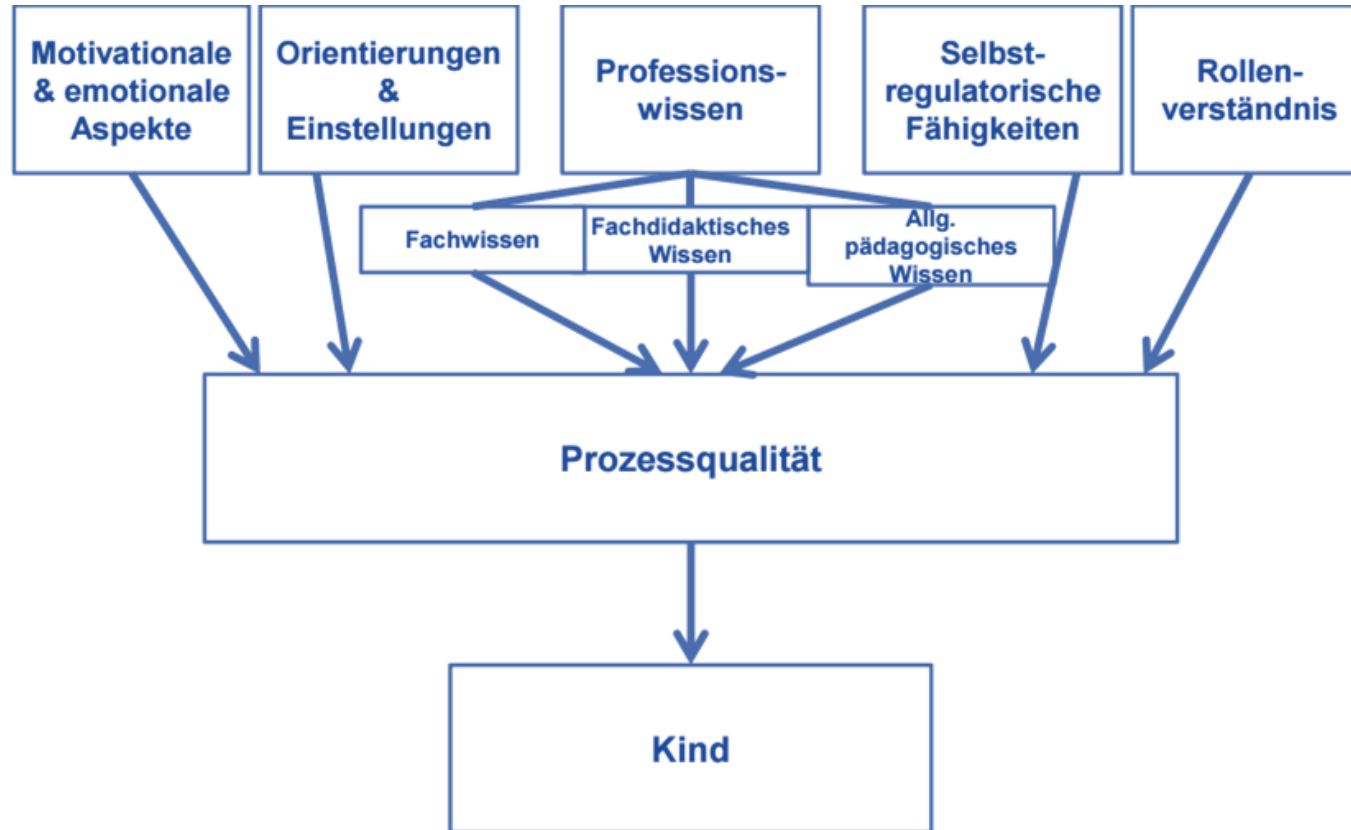 Motivationale
& emotionale
Aspekte
Orientierungen
&
Einstellungen
Professions-
wissen
Selbst-
regulatorische
Fähigkeiten
Rollen-
verständnis
Fachwissen
Fachdidaktisches
Wissen
Allg.
pädagogisches
Wissen
Prozessqualität
Kind